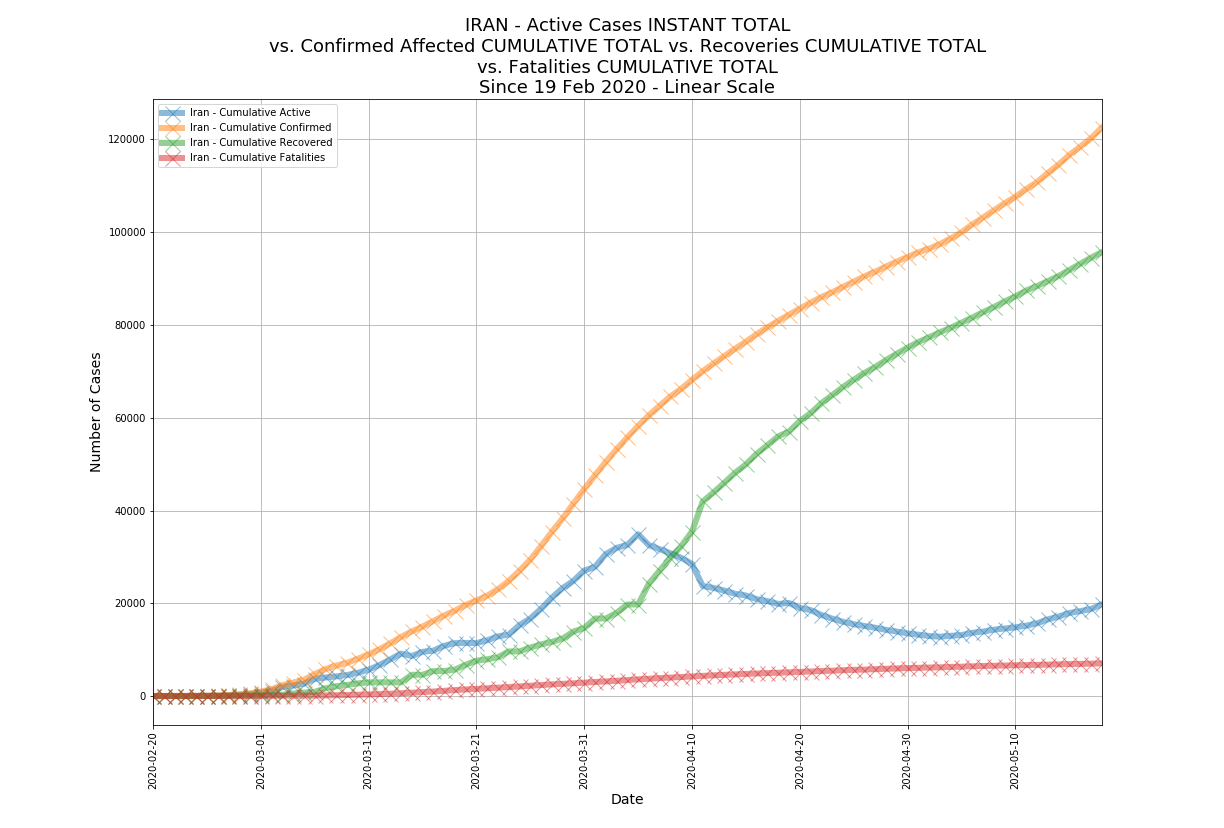 IRAN - Active Cases INSTANT TOTAL
vs. Confirmed Affected CUMULATIVE TOTAL vs. Recoveries CUMULATIVE TOTAL
vs. Fatalities CUMULATIVE TOTAL
Since 19 Feb 2020 - Linear Scale
Iran - Cumulative Active
Iran - Cumulative Confirmed
Iran - Cumulative Recovered
Iran - Cumulative Fatalities
Number of Cases
120000
100000
80000
60000
40000
20000
0
2020-02-20
2020-03-01
2020-03-11
2020-03-21
2020-03-31
2020-04-10
2020-04-20
2020-04-30
2020-05-10
Date